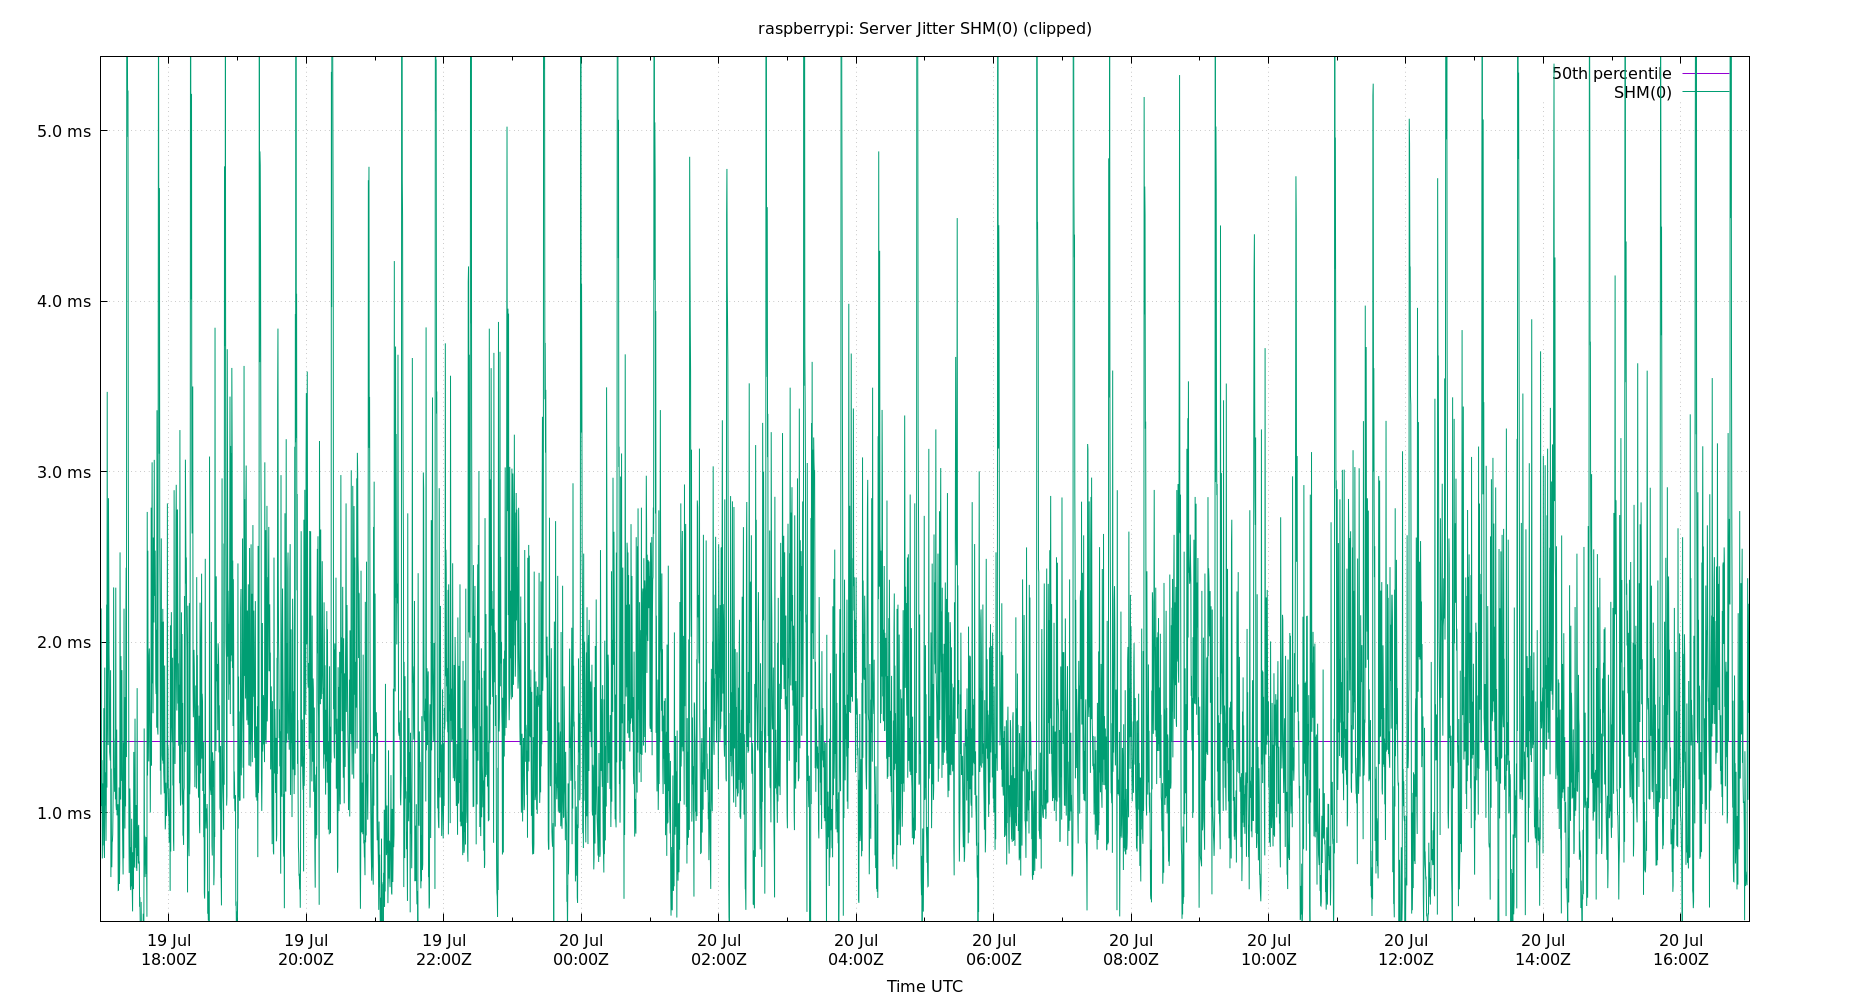 raspberrypi: Server Jitter SHM(0) (clipped)
50th percentile
SHM(0)
5.0 ms
4.0 ms
3.0 ms
2.0 ms
1.0 ms
19 Jul 19 Jul 19 Jul 20 Jul 20 Jul 20 Jul 20 Jul 20 Jul 20 Jul 20 Jul 20 Jul 20 Jul
18:00Z 20:00Z 22:00Z 00:00Z 02:00Z 04:00Z 06:00Z 08:00Z 10:00Z 12:00Z 14:00Z 16:00Z
Time UTC